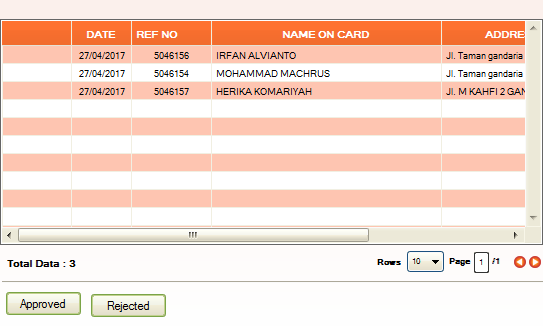 DATE REF NO NAME ON CARD ADDRE
27/04/2017 5046156 IRFAN ALVIANTO Jl. Taman gandaria
27/04/2017 5046154 MOHAMMAD MACHRUS Jl. Taman gandaria
27/04/2017 5046157 HERIKA KOMARIYAH Jl. M KAHFI 2 GAN
Total Data : 3 Rows 10 Page 1 /1
Approved Rejected